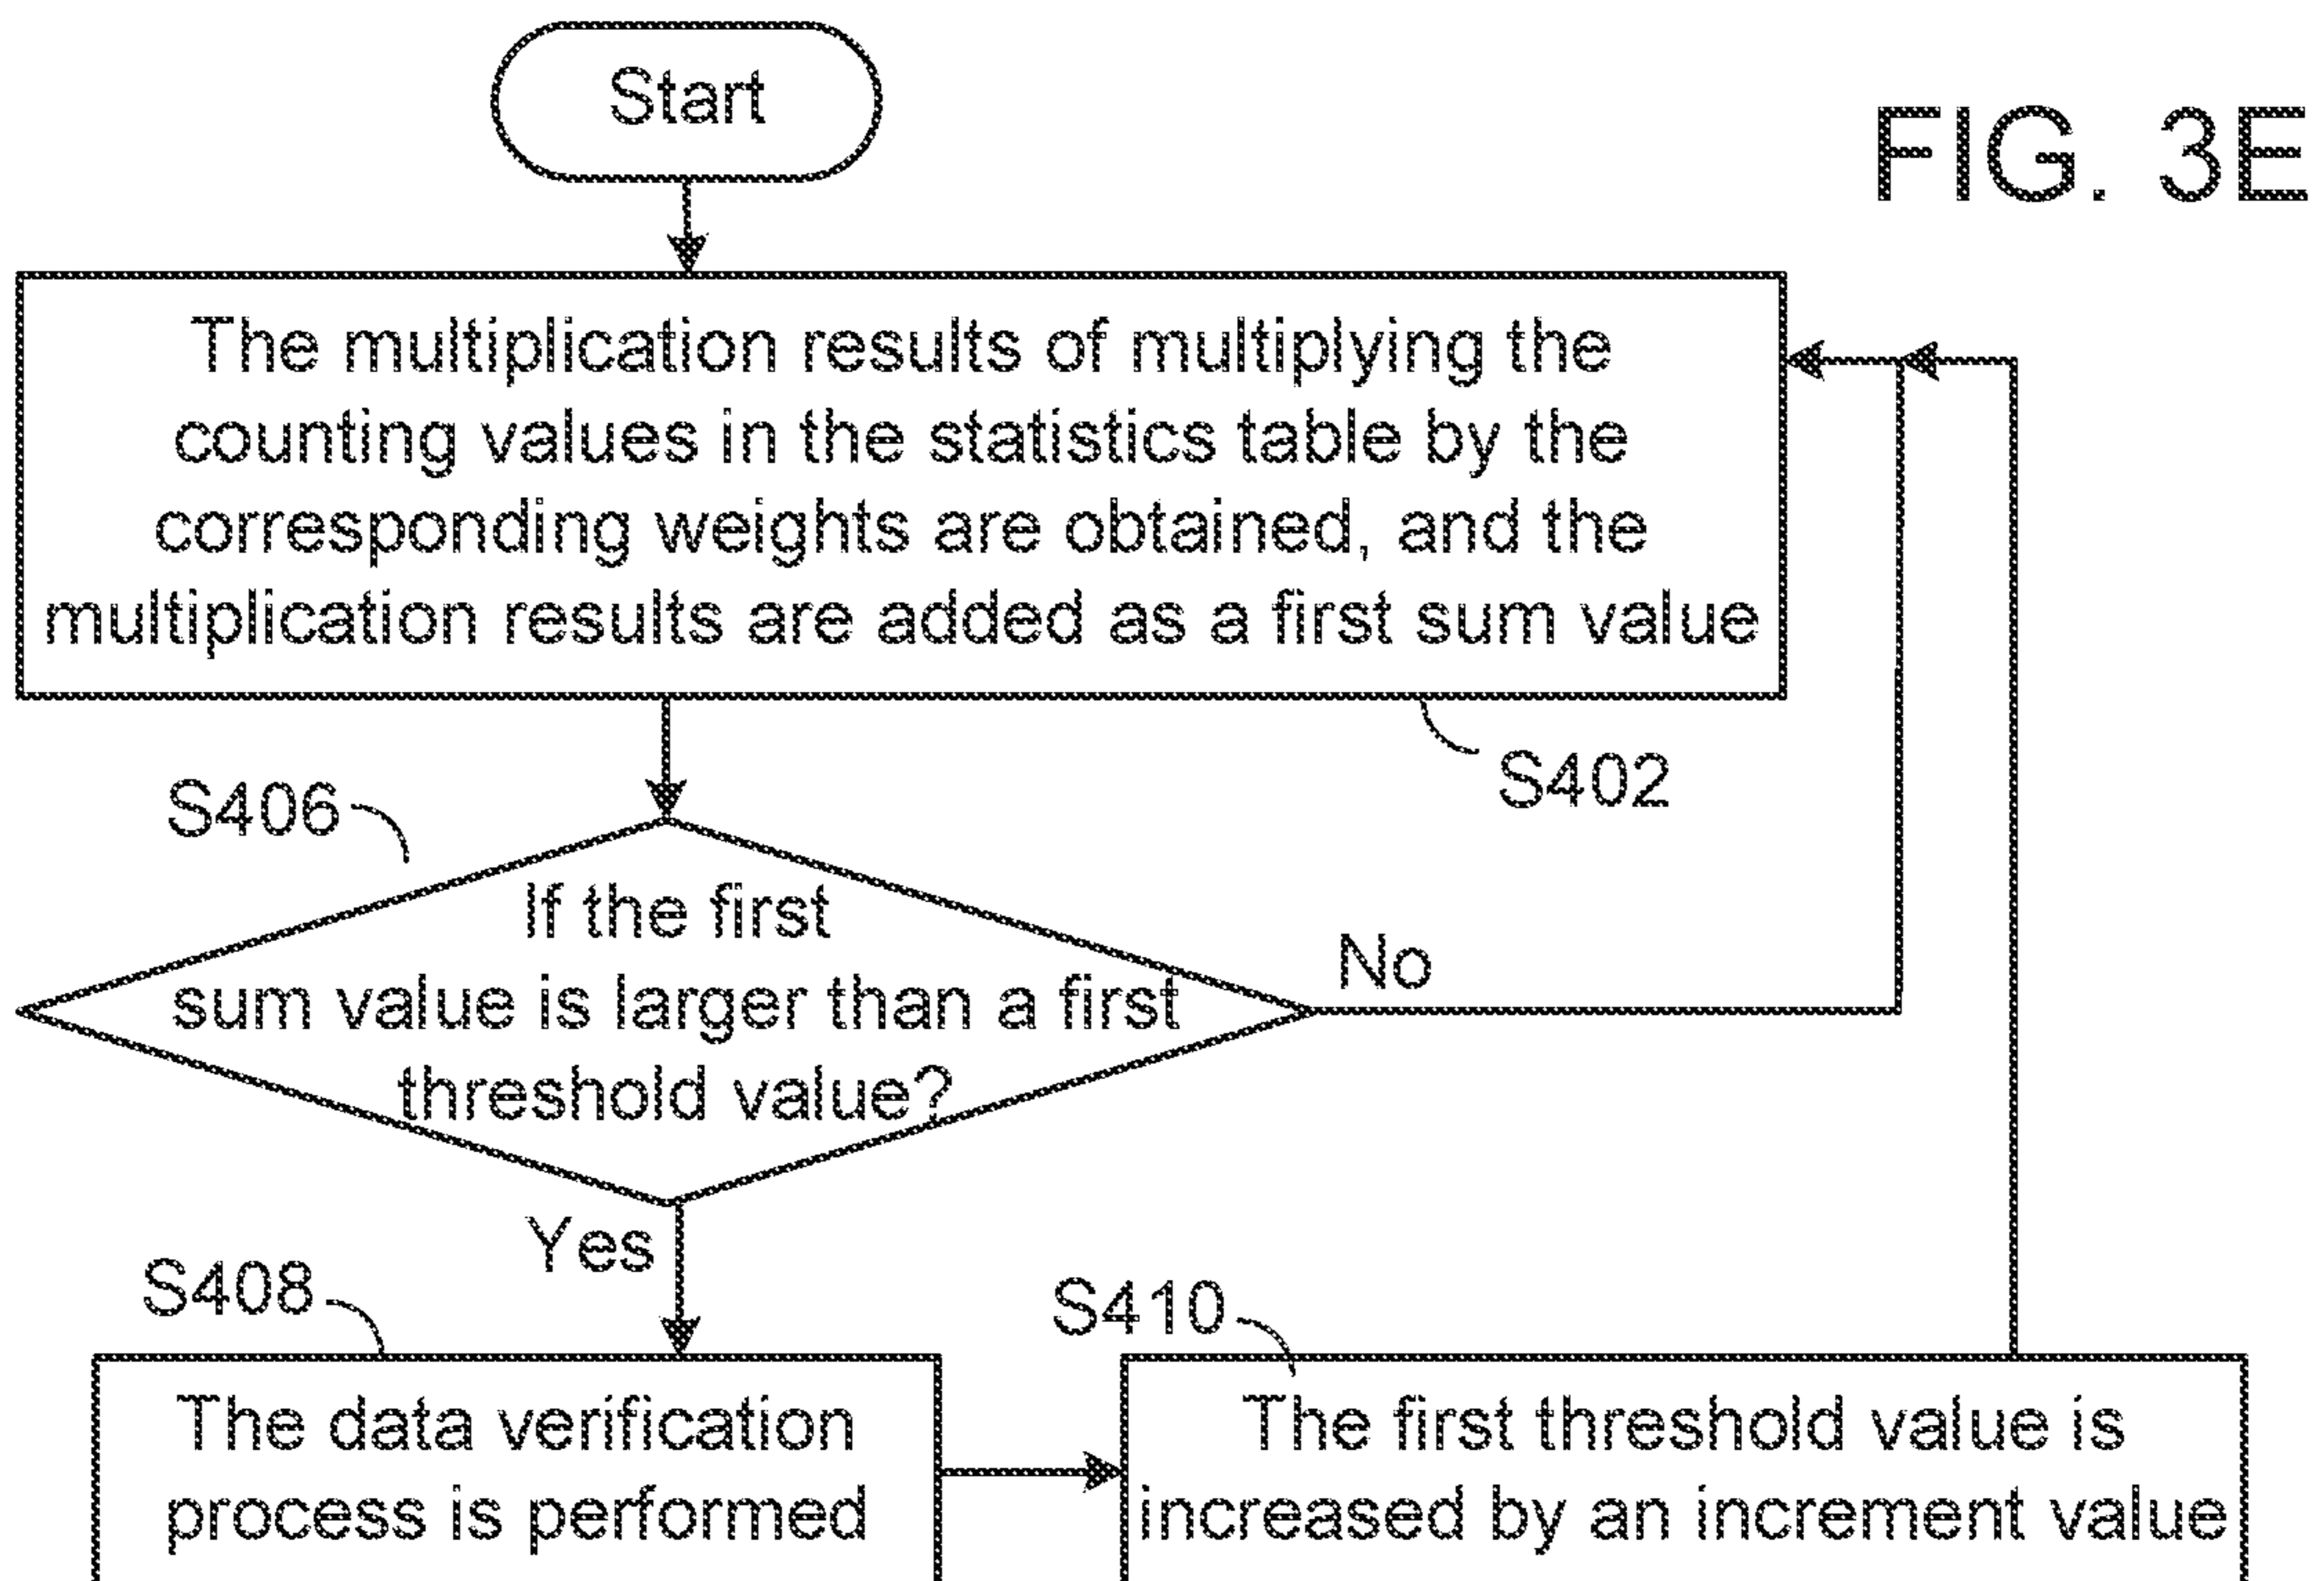 Start
FIG. 3E
The multiplication results of multiplying the
counting values in the statistics table by the
corresponding weights are obtained, and the
multiplication results are added as a first sum value
S402
S406
If the first
sum value is larger than a first
threshold value?
No
Yes
S408
The data verification
process is performed
S410
The first threshold value is
increased by an increment value